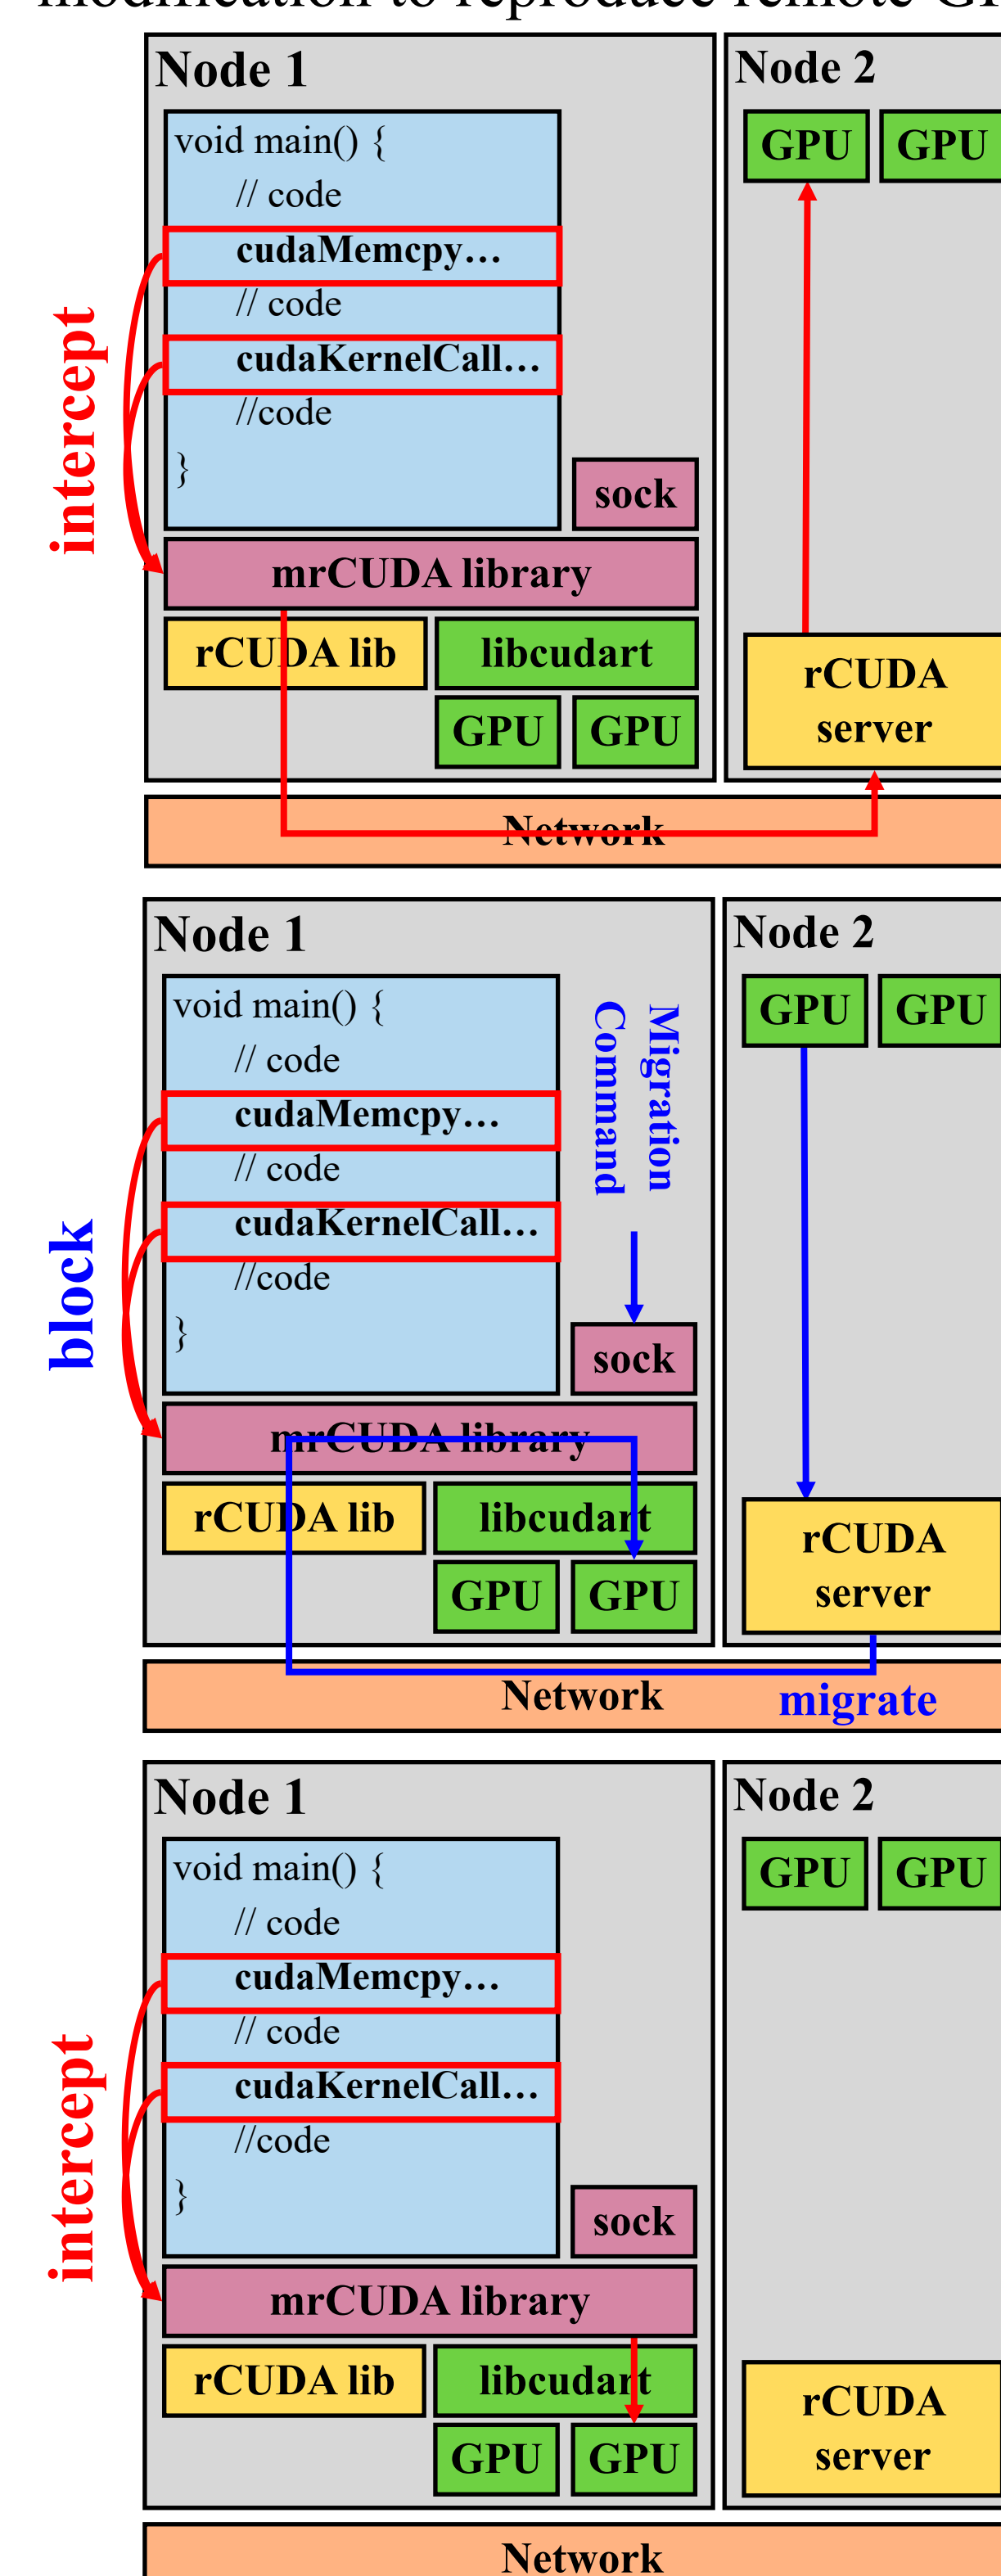 modification to reproduce remote
Node 1
void main() {
// code
cudaMemcpy…
// code
cudaKernelCall…
//code
}
sock
mrCUDA library
rCUDA lib
libcudart
GPU
GPU
intercept
Node 2
GPU
GPU
rCUDA
server
Network
Node 1
void main() {
// code
cudaMemcpy…
// code
cudaKernelCall…
//code
}
Migration
Command
sock
mrCUDA library
rCUDA lib
libcudart
GPU
GPU
block
Node 2
GPU
GPU
rCUDA
server
Network
migrate
Node 1
void main() {
// code
cudaMemcpy…
// code
cudaKernelCall…
//code
}
sock
mrCUDA library
rCUDA lib
libcudart
GPU
GPU
intercept
Node 2
GPU
GPU
rCUDA
server
Network